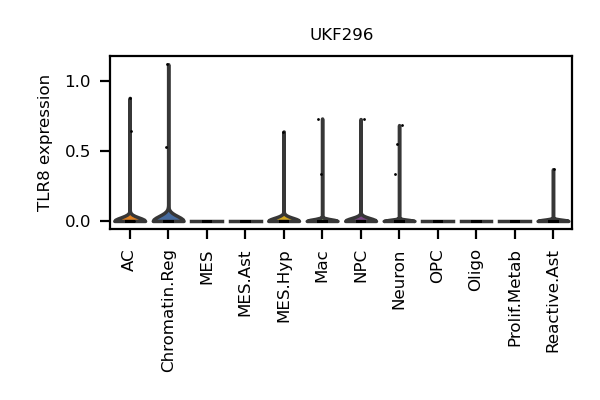 UKF296
TLR8 expression
1.0
0.5
0.0
AC
Chromatin.Reg
MES
MES.Ast
MES.Hyp
Mac
NPC
Neuron
OPC
Oligo
Prolif.Metab
Reactive.Ast